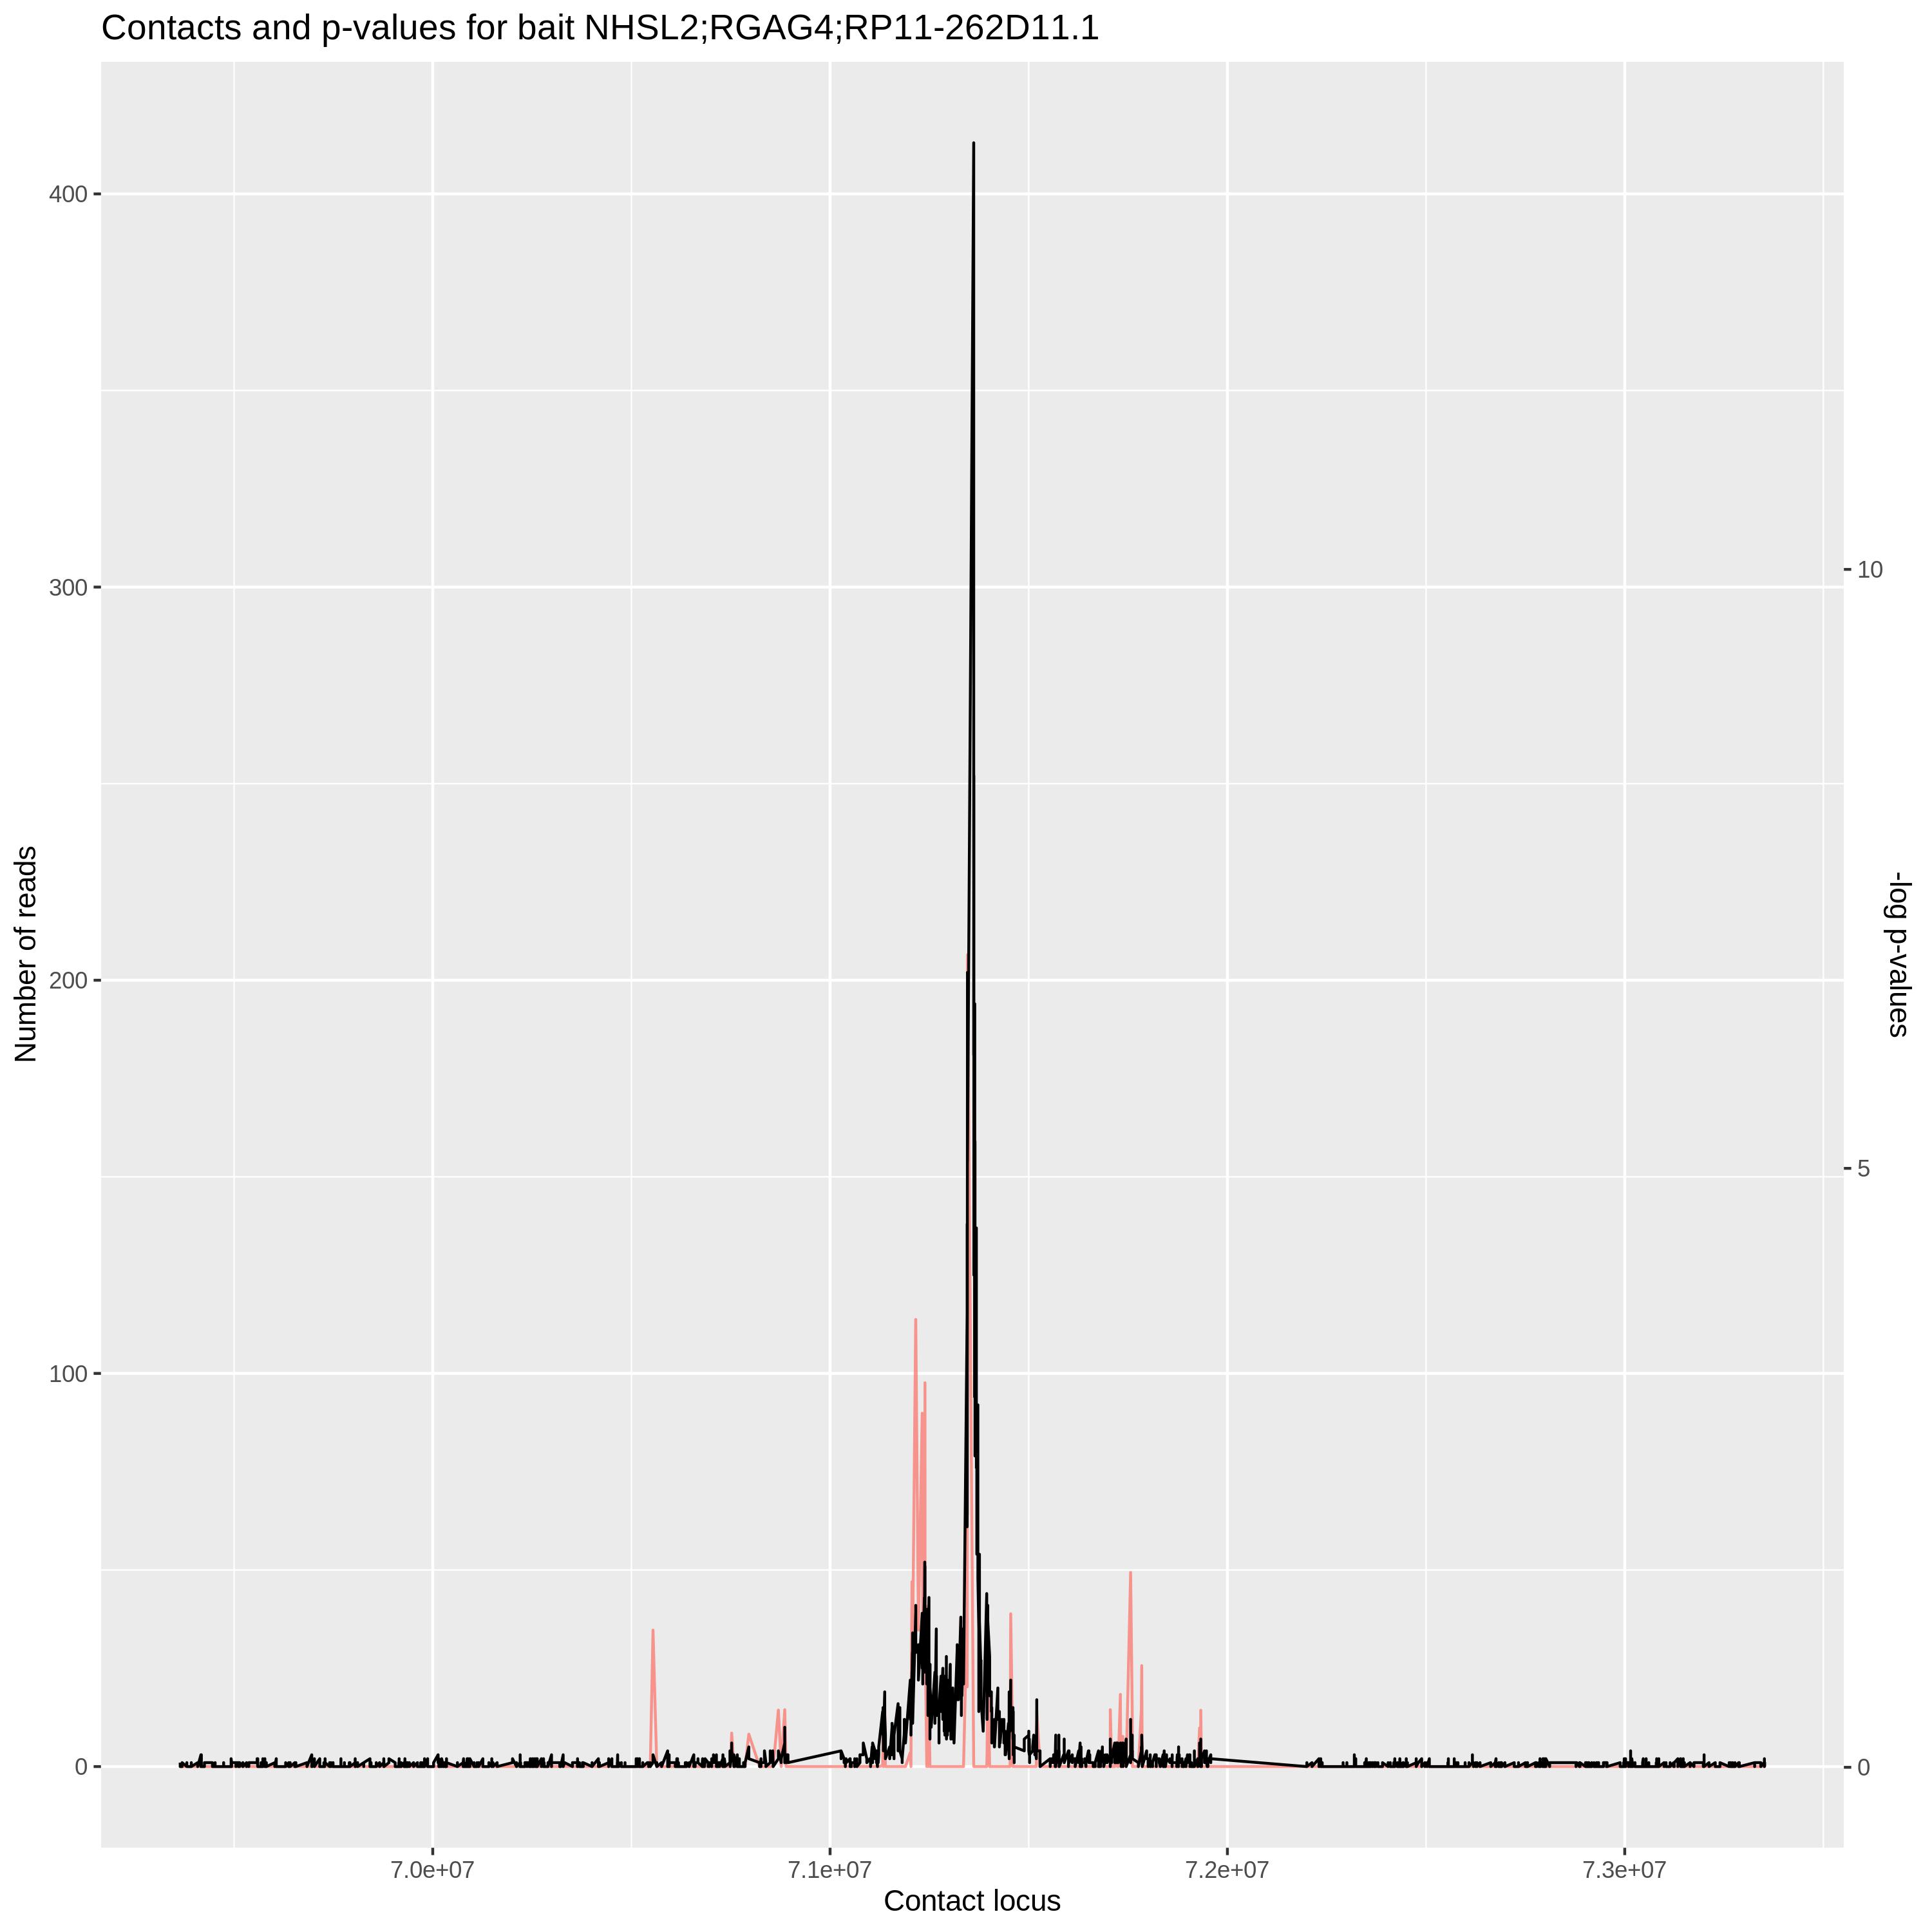 Contacts and p-values for bait NHSL2;RGAG4;RP11-262D11.1
400
300
200
100
0
Number of reads
10
5
0
-log p-values
7.0e+07
7.1e+07
7.2e+07
7.3e+07
Contact locus